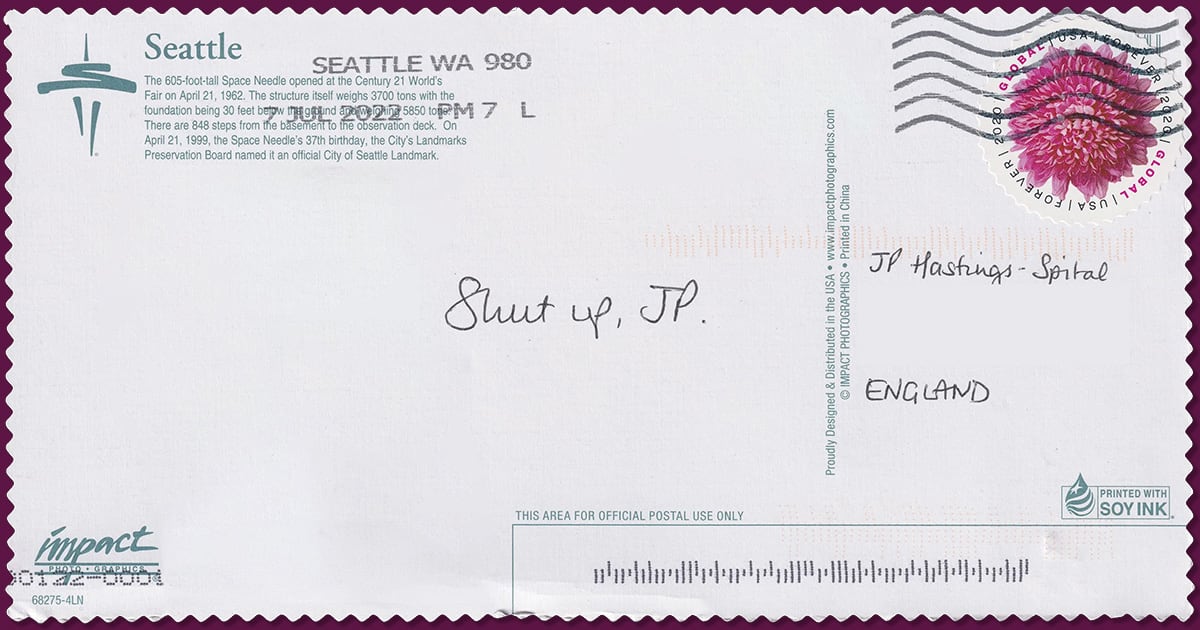 Seattle
SEATTLE WA 980
7 JUL 2022 PM 7 L
The 605-foot-tall Space Needle opened at the Century 21 World's
Fair on April 21, 1962. The structure itself weighs 3700 tons with the
foundation being 30 feet below the ground and weighing 5850 tons.
There are 848 steps from the basement to the observation deck. On
April 21, 1999, the Space Needle's 37th birthday, the City's Landmarks
Preservation Board named it an official City of Seattle Landmark.
GLOBAL | USA | FOREVER | 2020 | GLOBAL | USA | FOREVER | 2020 |
Shut up, JP.
Proudly Designed & Distributed in the USA • www.impactphotographics.com
© IMPACT PHOTOGRAPHICS • Printed in China
JP Hastings-Spital
ENGLAND
PRINTED WITH
SOY INK
THIS AREA FOR OFFICIAL POSTAL USE ONLY
impact
PHOTO • GRAPHICS
68275-4LN